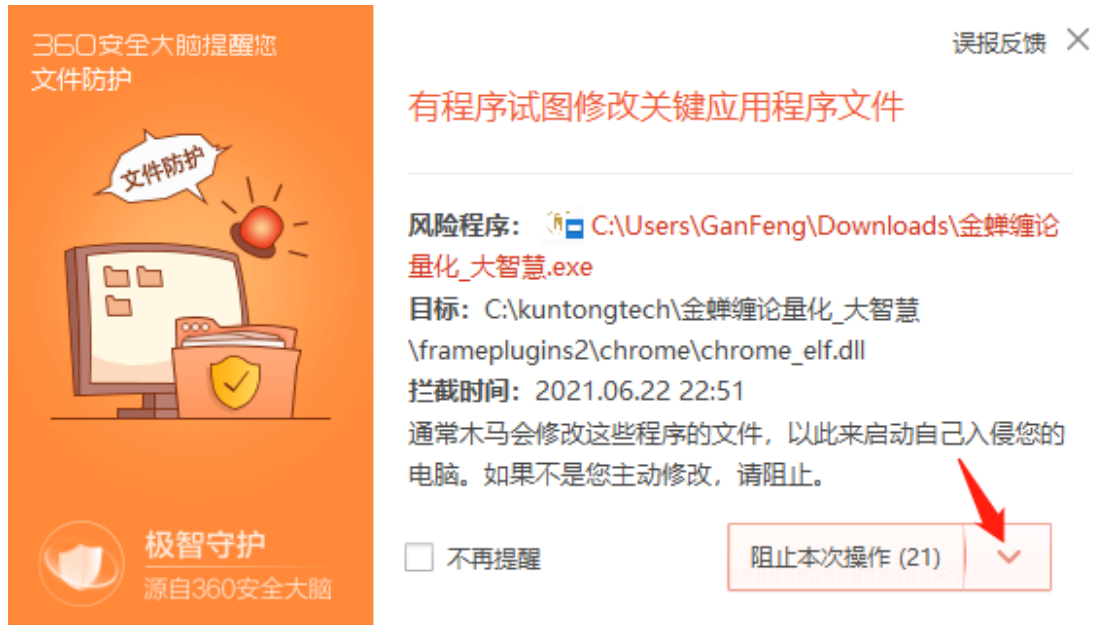 360安全大脑提醒您
文件防护
文件防护
极智守护
源自360安全大脑
误报反馈
有程序试图修改关键应用程序文件
风险程序： C:\Users\GanFeng\Downloads\金蝉缠论
量化_大智慧.exe
目标：C:\kuntongtech\金蝉缠论量化_大智慧
\frameplugins2\chrome\chrome_elf.dll
拦截时间：2021.06.22 22:51
通常木马会修改这些程序的文件，以此来启动自己入侵您的
电脑。如果不是您主动修改，请阻止。
不再提醒
阻止本次操作 (21)